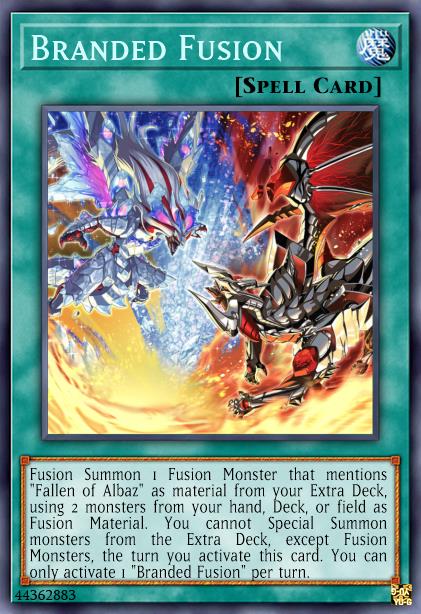 Branded Fusion
魔
[Spell Card]
Fusion Summon 1 Fusion Monster that mentions
"Fallen of Albaz" as material from your Extra Deck,
using 2 monsters from your hand, Deck, or field as
Fusion Material. You cannot Special Summon
monsters from the Extra Deck, except Fusion
Monsters, the turn you activate this card. You can
only activate 1 "Branded Fusion" per turn.
44362883